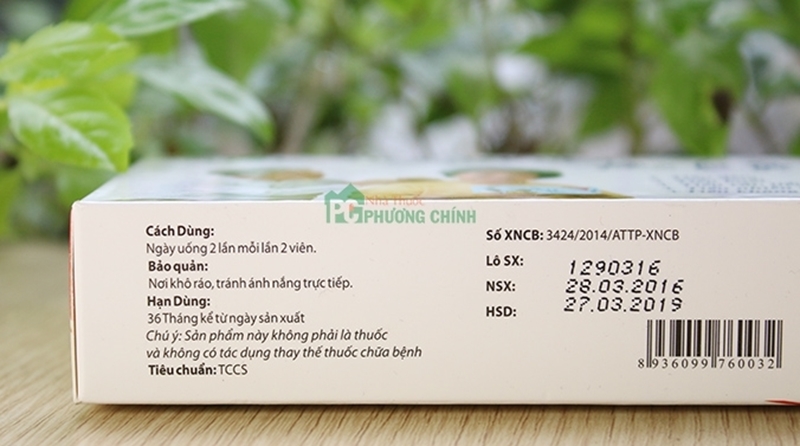 Nhà Thuốc
PC PHƯƠNG CHÍNH
Cách Dùng:
Ngày uống 2 lần mỗi lần 2 viên.
Bảo quản:
Nơi khô ráo, tránh ánh nắng trực tiếp.
Hạn Dùng:
36 Tháng kể từ ngày sản xuất
Chú ý: Sản phẩm này không phải là thuốc
và không có tác dụng thay thế thuốc chữa bệnh
Tiêu chuẩn: TCCS
Số XNCB: 3424/2014/ATTP-XNCB
Lô SX: 1290316
NSX: 28.03.2016
HSD: 27.03.2019
8 936099 760032